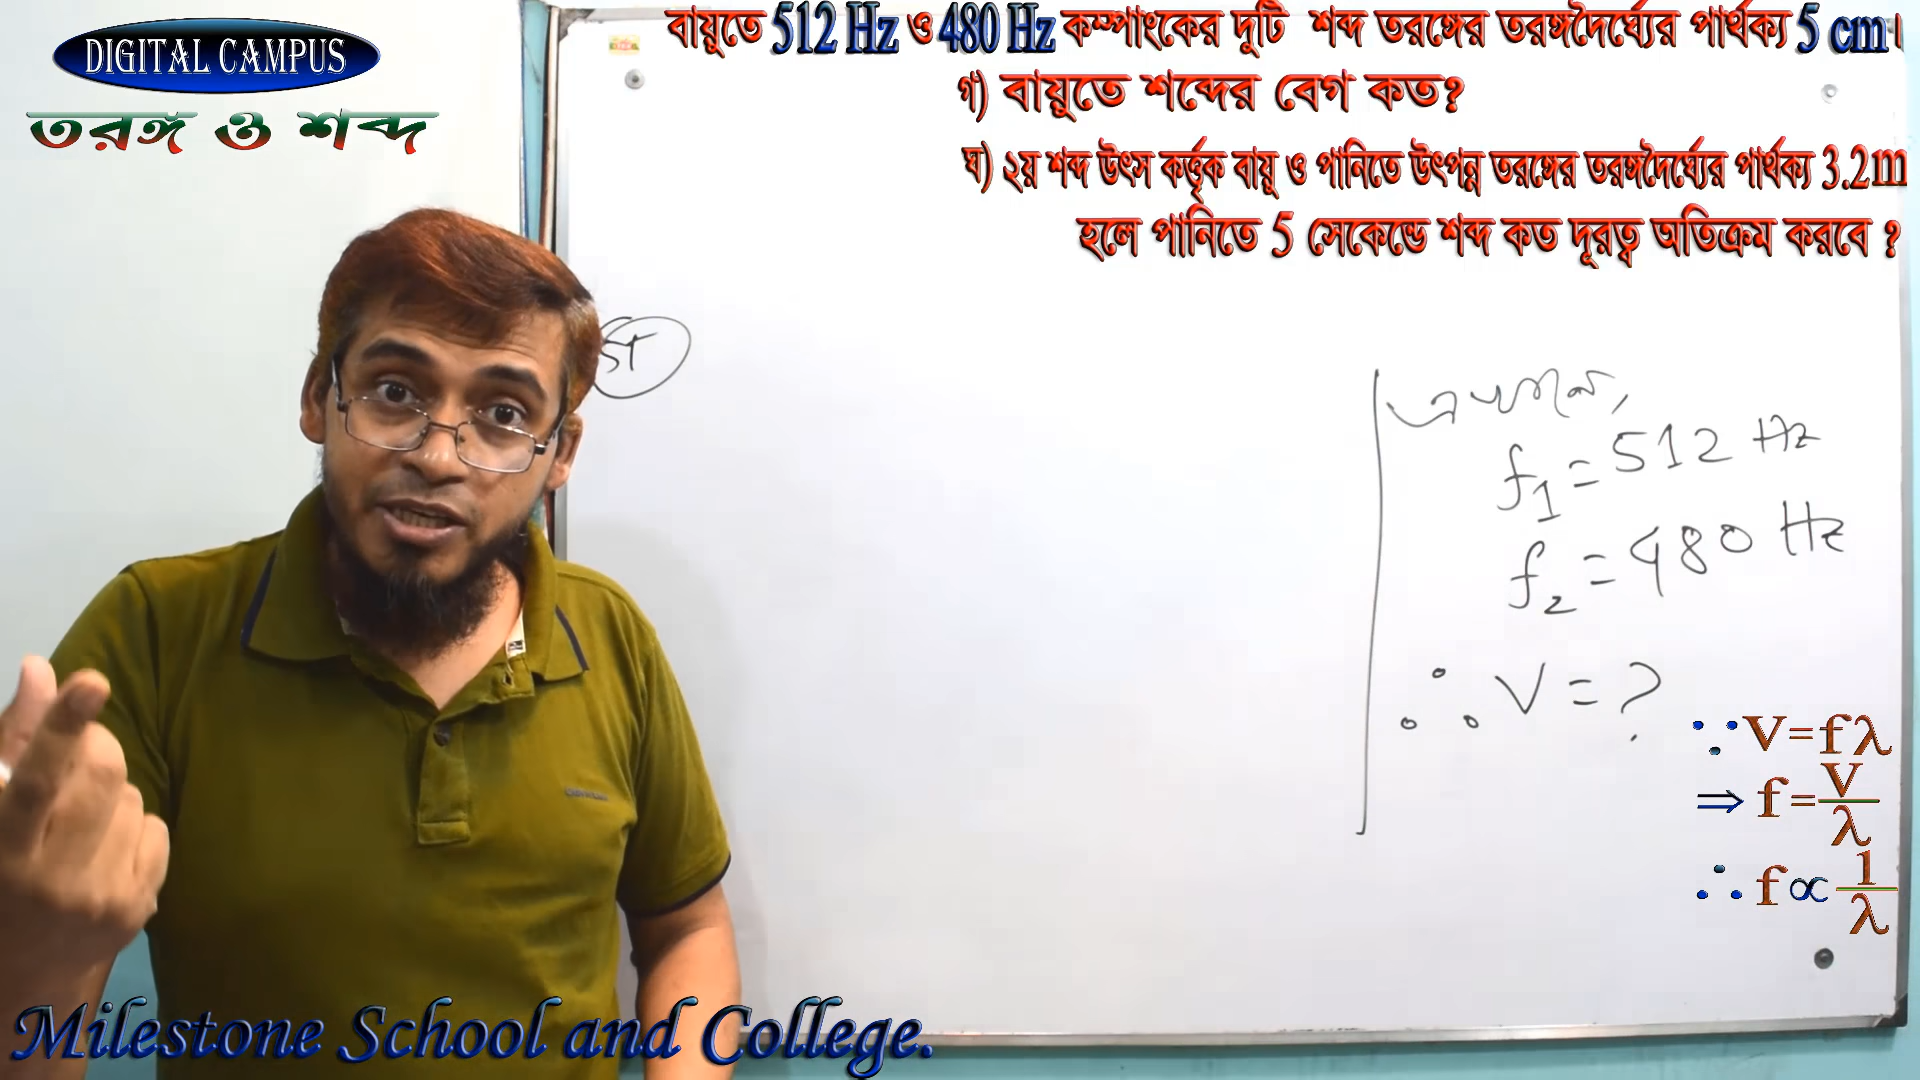 DIGITAL CAMPUS
তরঙ্গ ও শব্দ
বায়ুতে 512 Hz ও 480 Hz কম্পাংকের দুটি শব্দ তরঙ্গের তরঙ্গদৈর্ঘ্যের পার্থক্য 5 cm।
গ) বায়ুতে শব্দের বেগ কত?
ঘ) ২য় শব্দ উৎস কর্ত্তৃক বায়ু ও পানিতে উৎপন্ন তরঙ্গের তরঙ্গদৈর্ঘ্যের পার্থক্য 3.2m
হলে পানিতে 5 সেকেন্ডে শব্দ কত দূরত্ব অতিক্রম করবে ?
এখানে,
f₁ = 512 Hz
f₂ = 480 Hz
∴ V = ?
∵ V=fλ
⇒ f=V/λ
∴ f∝1/λ
Milestone School and College.